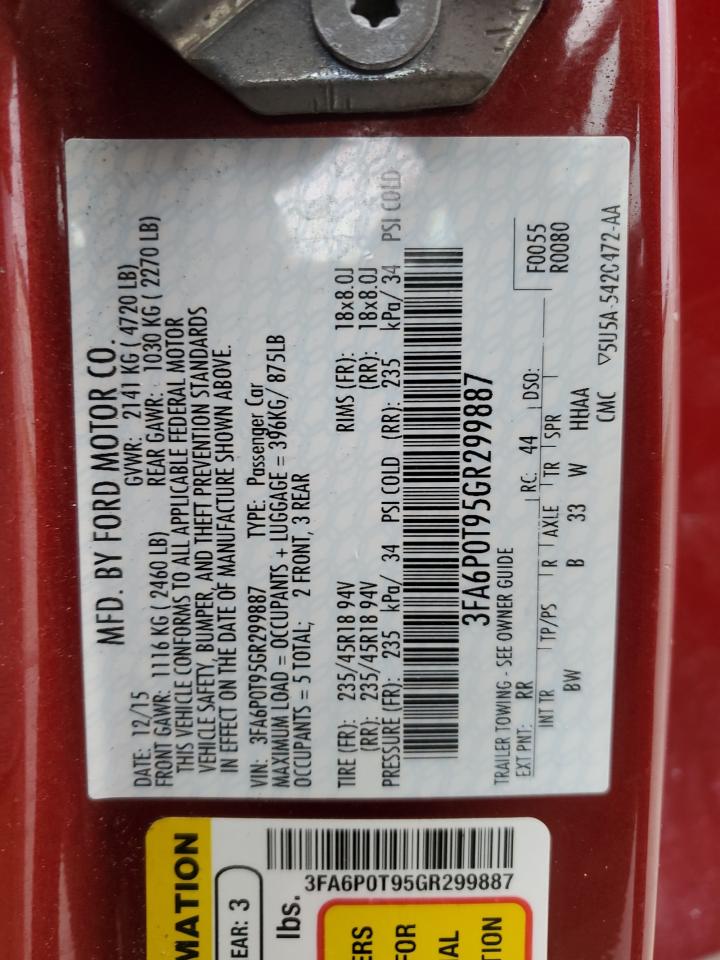 MFD. BY FORD MOTOR CO.
DATE: 12/15 GVWR: 2141 KG ( 4720 LB)
FRONT GAWR: 1116 KG ( 2460 LB) REAR GAWR: 1030 KG ( 2270 LB)
THIS VEHICLE CONFORMS TO ALL APPLICABLE FEDERAL MOTOR
VEHICLE SAFETY, BUMPER, AND THEFT PREVENTION STANDARDS
IN EFFECT ON THE DATE OF MANUFACTURE SHOWN ABOVE.
VIN: 3FA6P0T95GR299887 TYPE: Passenger Car
MAXIMUM LOAD = OCCUPANTS + LUGGAGE = 396KG/ 875LB
OCCUPANTS = 5 TOTAL; 2 FRONT, 3 REAR
TIRE (FR): 235/45R18 94V RIMS (FR): 18x8.0J
(RR): 235/45R18 94V (RR): 18x8.0J
PRESSURE (FR): 235 kPa/ 34 PSI COLD (RR): 235 kPa/ 34 PSI COLD
3FA6P0T95GR299887
TRAILER TOWING - SEE OWNER GUIDE
EXT PNT: RR RC: 44 DSO: F0055
R0080
INT TR TP/PS R AXLE TR SPR
BW B 33 W HHAA
CMC ▽5U5A-5420472-AA
MATION
EAR: 3
lbs.
3FA6P0T95GR299887
ERS
FOR
AL
TION